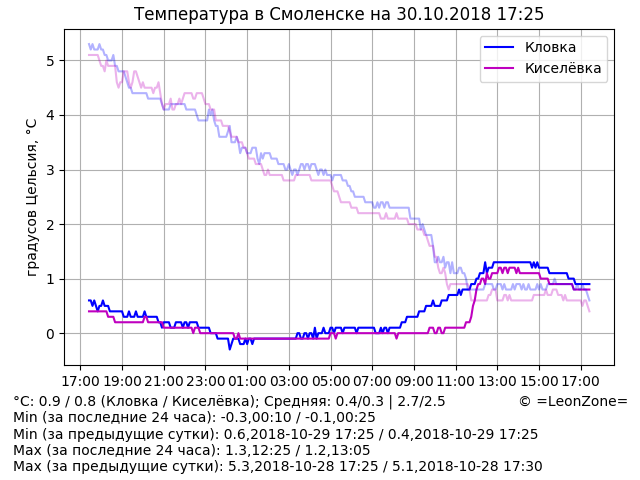 Температура в Смоленске на 30.10.2018 17:25
Кловка
Киселёвка
градусов Цельсия, °C
5
4
3
2
1
0
17:00 19:00 21:00 23:00 01:00 03:00 05:00 07:00 09:00 11:00 13:00 15:00 17:00
°C: 0.9 / 0.8 (Кловка / Киселёвка); Средняя: 0.4/0.3 | 2.7/2.5 © =LeonZone=
Min (за последние 24 часа): -0.3,00:10 / -0.1,00:25
Min (за предыдущие сутки): 0.6,2018-10-29 17:25 / 0.4,2018-10-29 17:25
Max (за последние 24 часа): 1.3,12:25 / 1.2,13:05
Max (за предыдущие сутки): 5.3,2018-10-28 17:25 / 5.1,2018-10-28 17:30